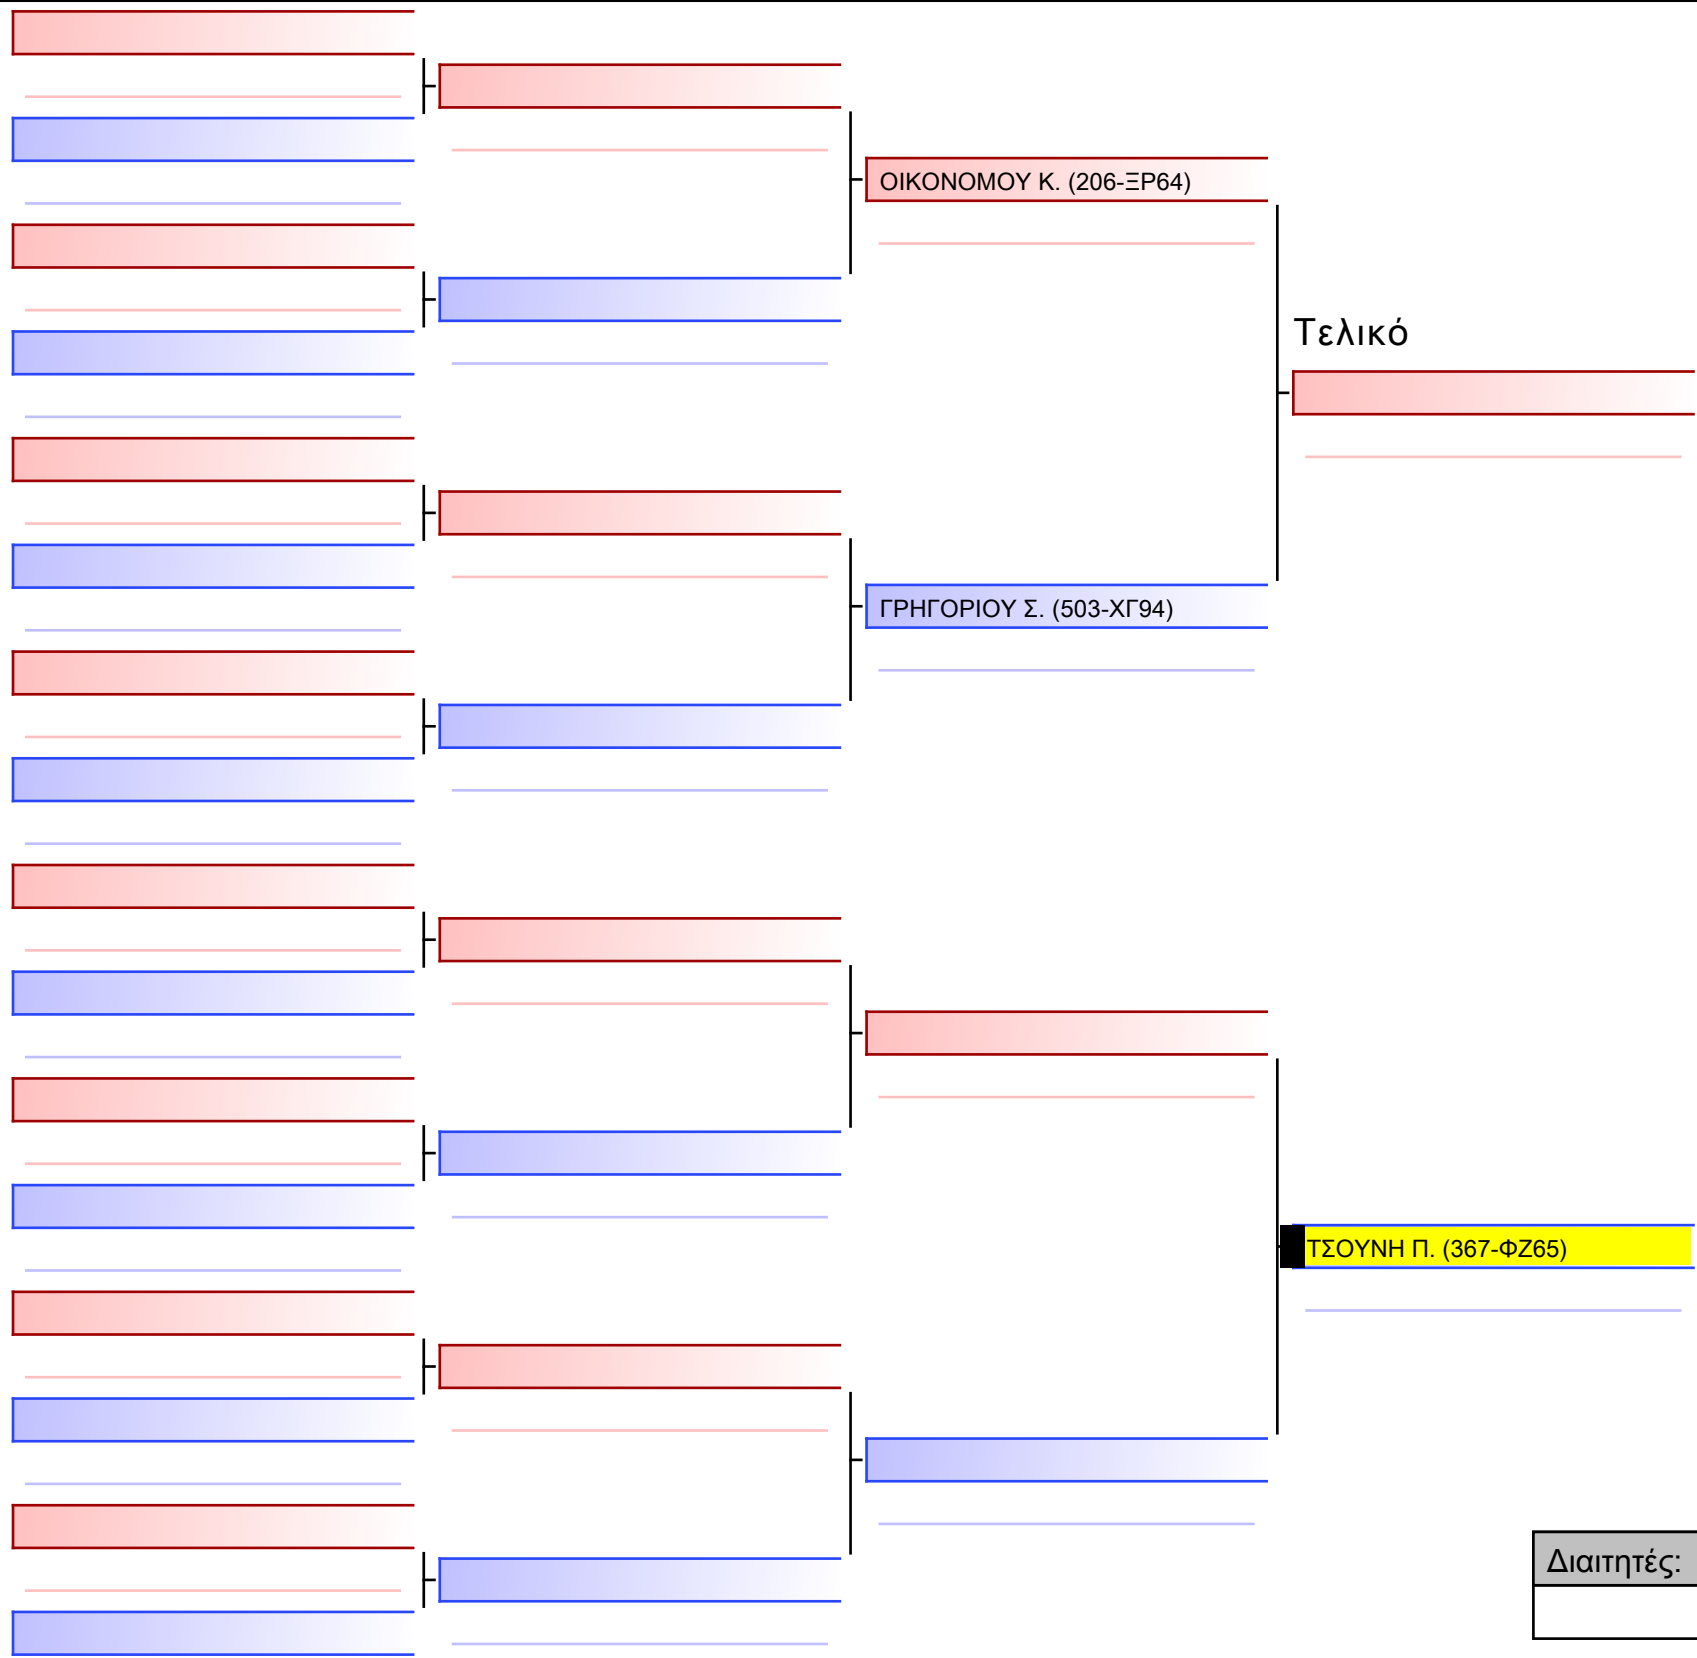 ΟΙΚΟΝΟΜΟΥ Κ. (206-ΞΡ64)
Τελικό
ΓΡΗΓΟΡΙΟΥ Σ. (503-ΧΓ94)
ΤΣΟΥΝΗ Π. (367-ΦΖ65)
Διαιτητές: